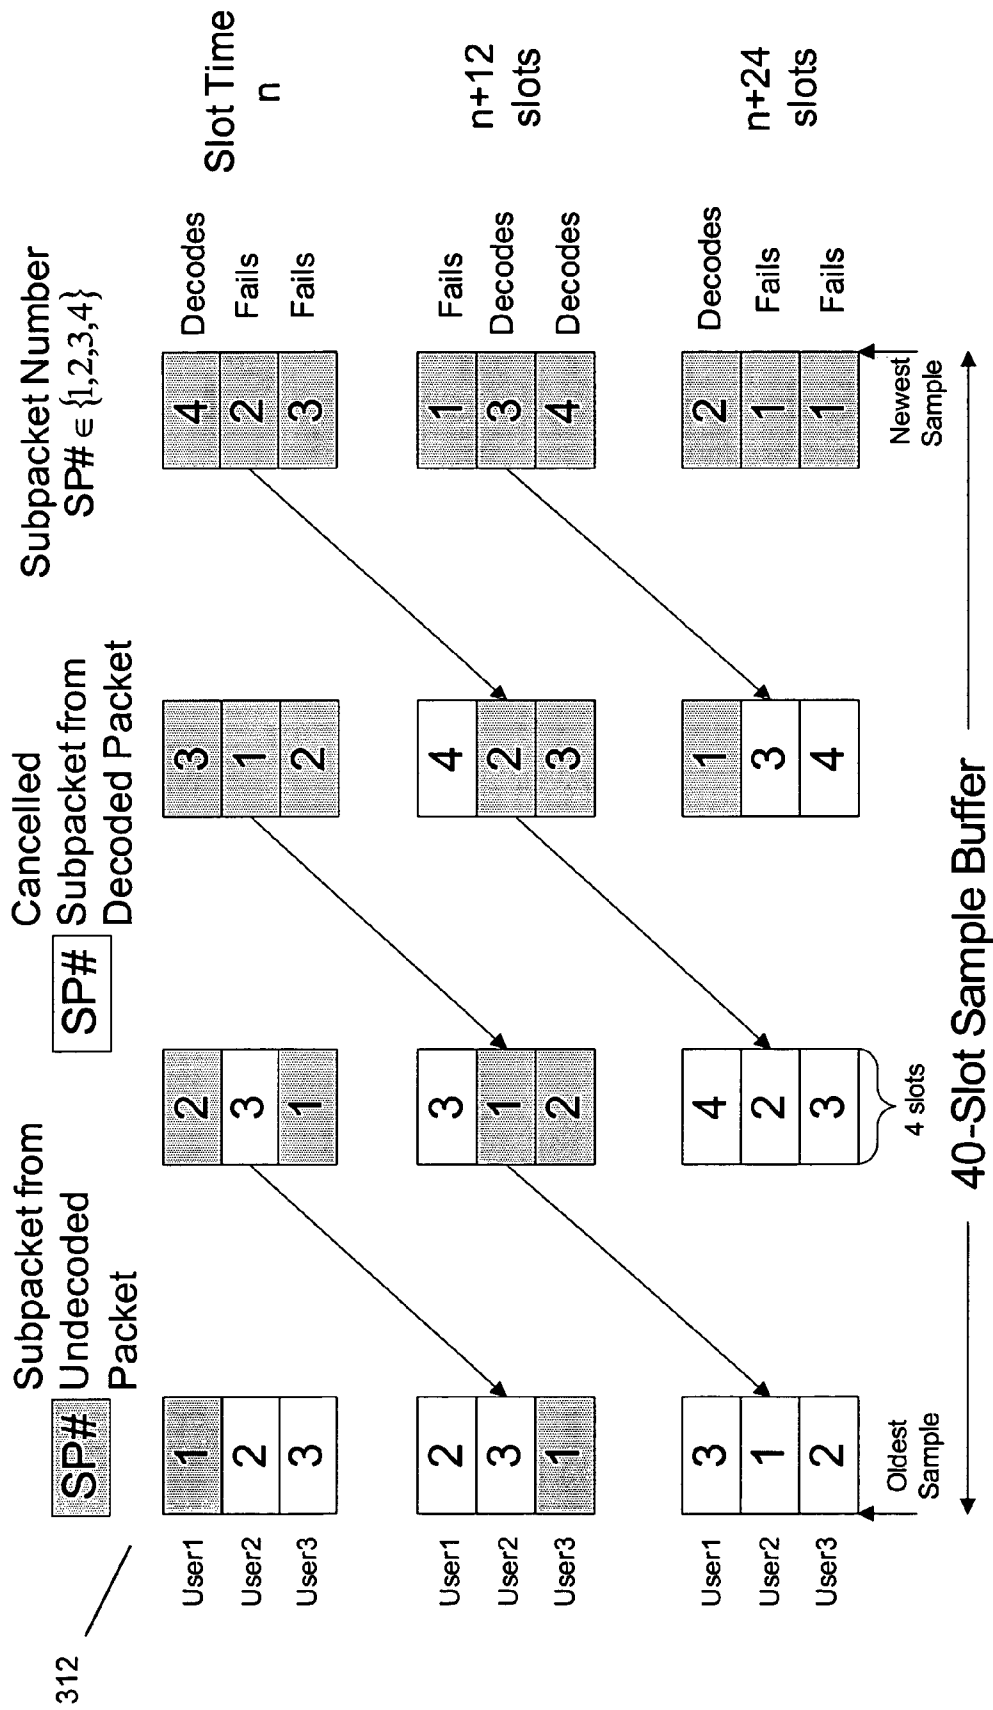 312
SP#
Subpacket from
Undecoded
Packet
SP#
Cancelled
Subpacket from
Decoded Packet
Subpacket Number
SP# ∈ {1,2,3,4}
Slot Time
n
User1 1 2 3 4 Decodes
User2 2 3 1 2 Fails
User3 3 1 2 3 Fails
n+12
slots
User1 2 3 4 1 Fails
User2 3 1 2 3 Decodes
User3 1 2 3 4 Decodes
n+24
slots
User1 3 4 1 2 Decodes
User2 1 2 3 1 Fails
User3 2 3 4 1 Fails
Oldest
Sample
4 slots
Newest
Sample
40-Slot Sample Buffer